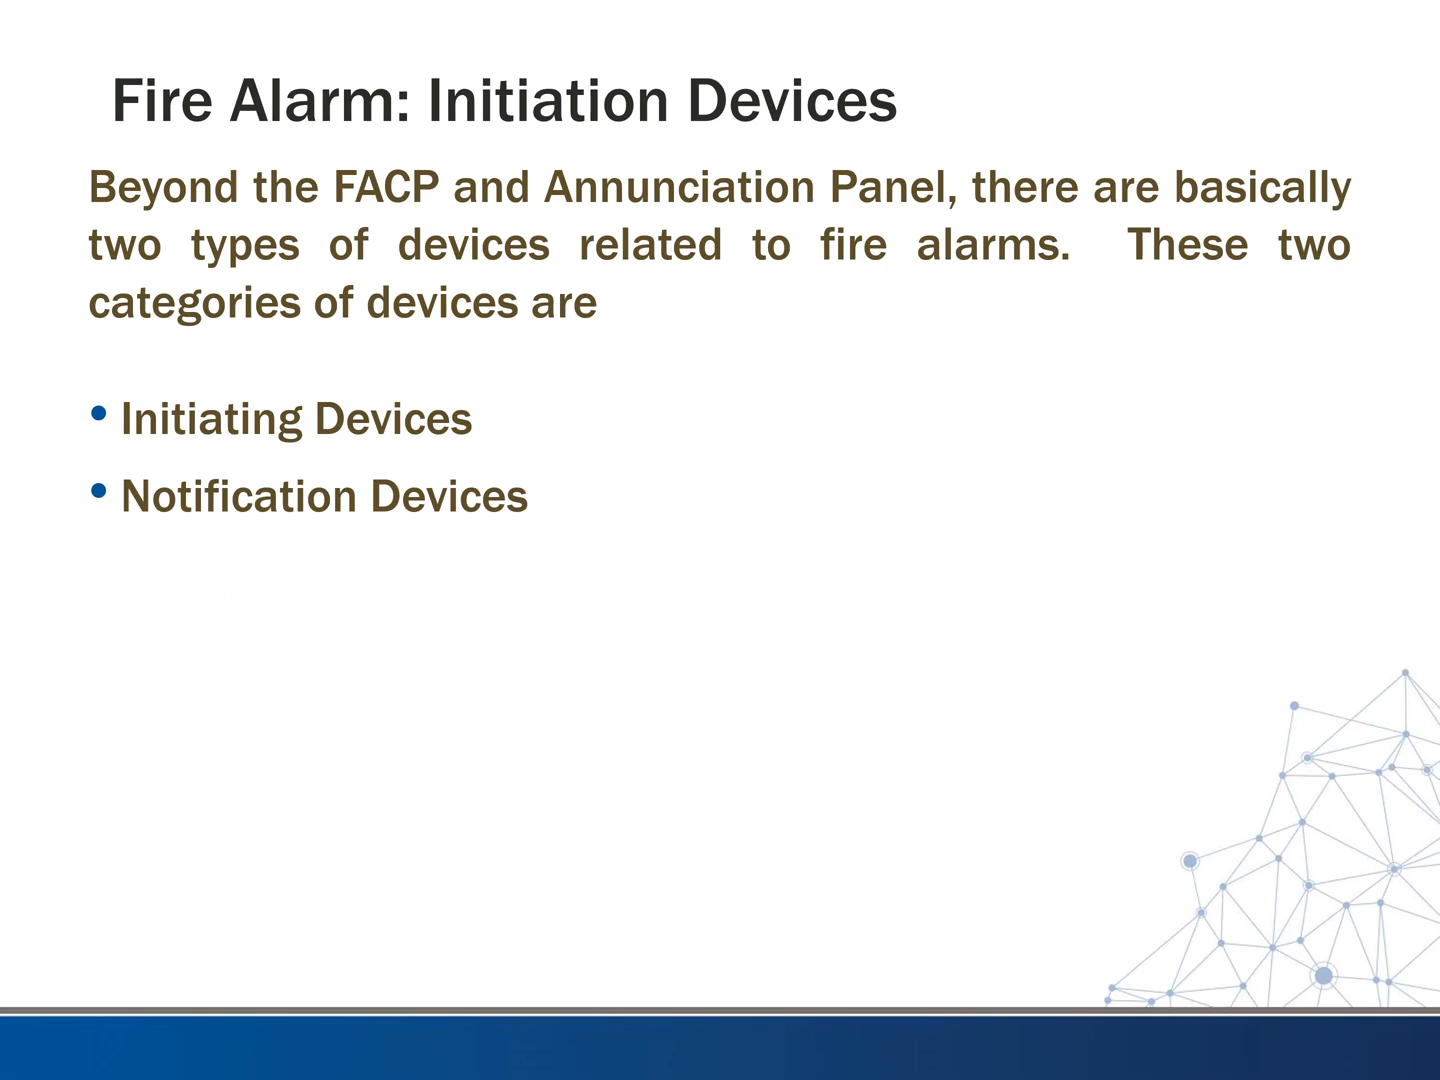 Fire Alarm: Initiation Devices
Beyond the FACP and Annunciation Panel, there are basically
two types of devices related to fire alarms.  These two
categories of devices are
• Initiating Devices
• Notification Devices